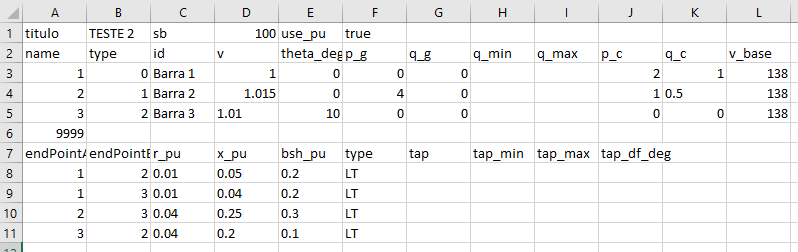 A B C D E F G H I J K L
1 titulo TESTE 2 sb 100 use_pu true
2 name type id v theta_deg p_g q_g q_min q_max p_c q_c v_base
3 1 0 Barra 1 1 0 0 0 2 1 138
4 2 1 Barra 2 1.015 0 4 0 1 0.5 138
5 3 2 Barra 3 1.01 10 0 0 0 0 138
6 9999
7 endPointA endPointE r_pu x_pu bsh_pu type tap tap_min tap_max tap_df_deg
8 1 2 0.01 0.05 0.2 LT
9 1 3 0.01 0.04 0.2 LT
10 2 3 0.04 0.25 0.3 LT
11 3 2 0.04 0.2 0.1 LT